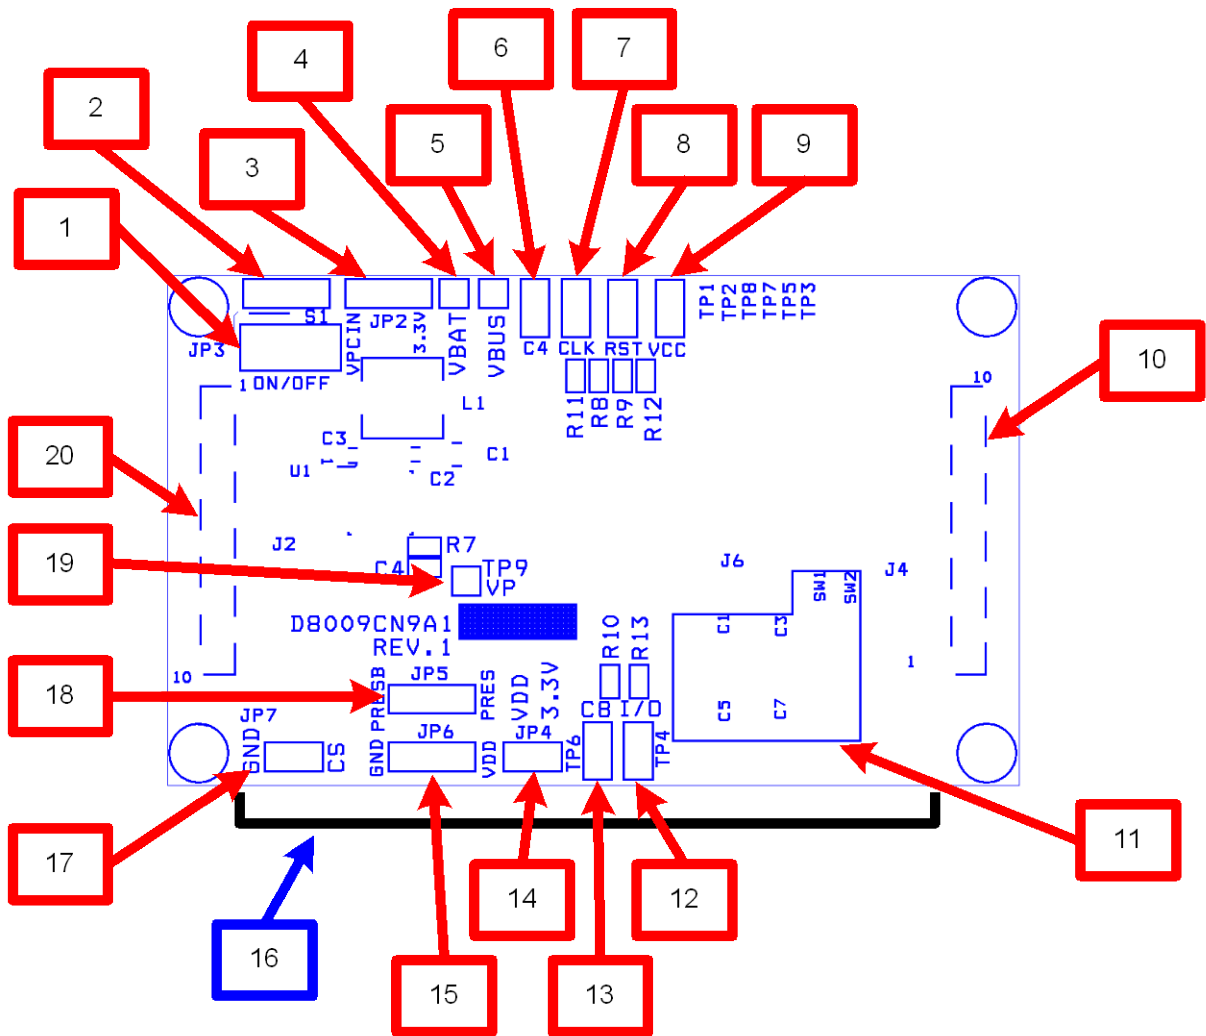 6
7
4
2
5
8
9
3
1
S1
JP3
JP2
VPCIN
3.3V
VBAT
VBUS
C4
CLK
RST
VCC
TP1
TP2
TP8
TP7
TP5
TP3
1
ON/OFF
10
10
L1
R11
R8
R9
R12
C3
C1
U1
C2
20
J2
R7
C4
TP9
VP
19
J6
J4
SW1
SW2
D8009CN9A1
REV.1
R10
R13
C1
C3
1
10
18
PRESB
JP5
PRES
VDD
3.3V
C8
I/O
C5
C7
JP7
GND
CS
GND
JP6
VDD
JP4
TP6
TP4
17
11
14
12
16
15
13